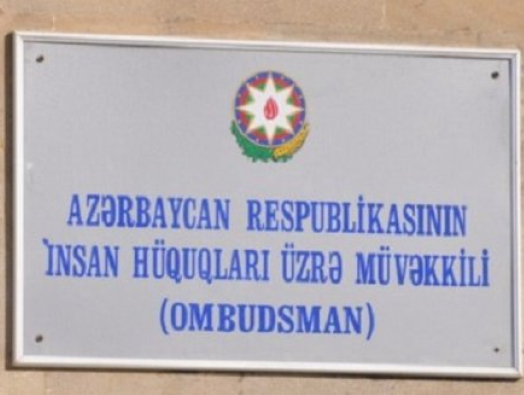 AZƏRBAYCAN RESPUBLİKASININ
İNSAN HÜQUQLARI ÜZRƏ MÜVƏKKİLİ
(OMBUDSMAN)